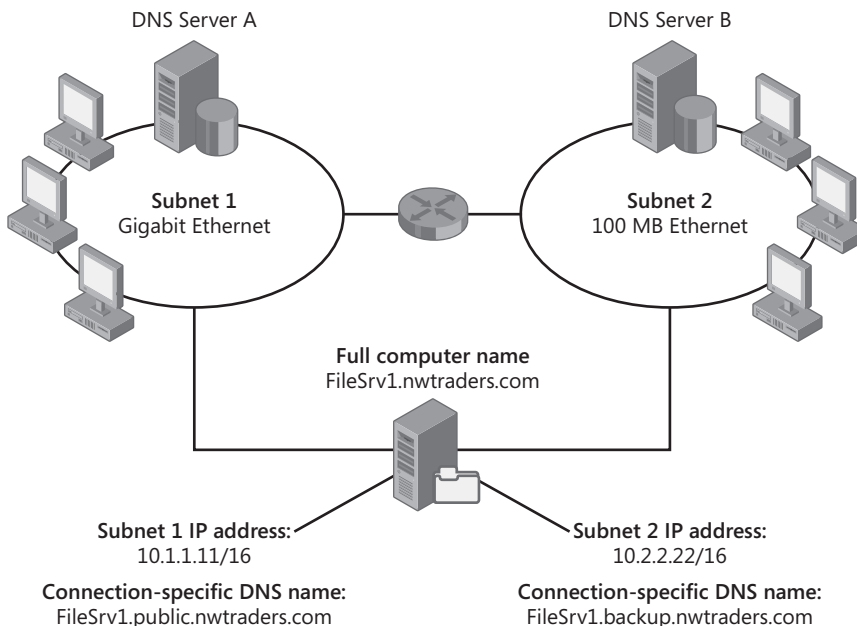 DNS Server A
DNS Server B
Subnet 1
Gigabit Ethernet
Subnet 2
100 MB Ethernet
Full computer name
FileSrv1.nwtraders.com
Subnet 1 IP address:
10.1.1.11/16
Connection-specific DNS name:
FileSrv1.public.nwtraders.com
Subnet 2 IP address:
10.2.2.22/16
Connection-specific DNS name:
FileSrv1.backup.nwtraders.com